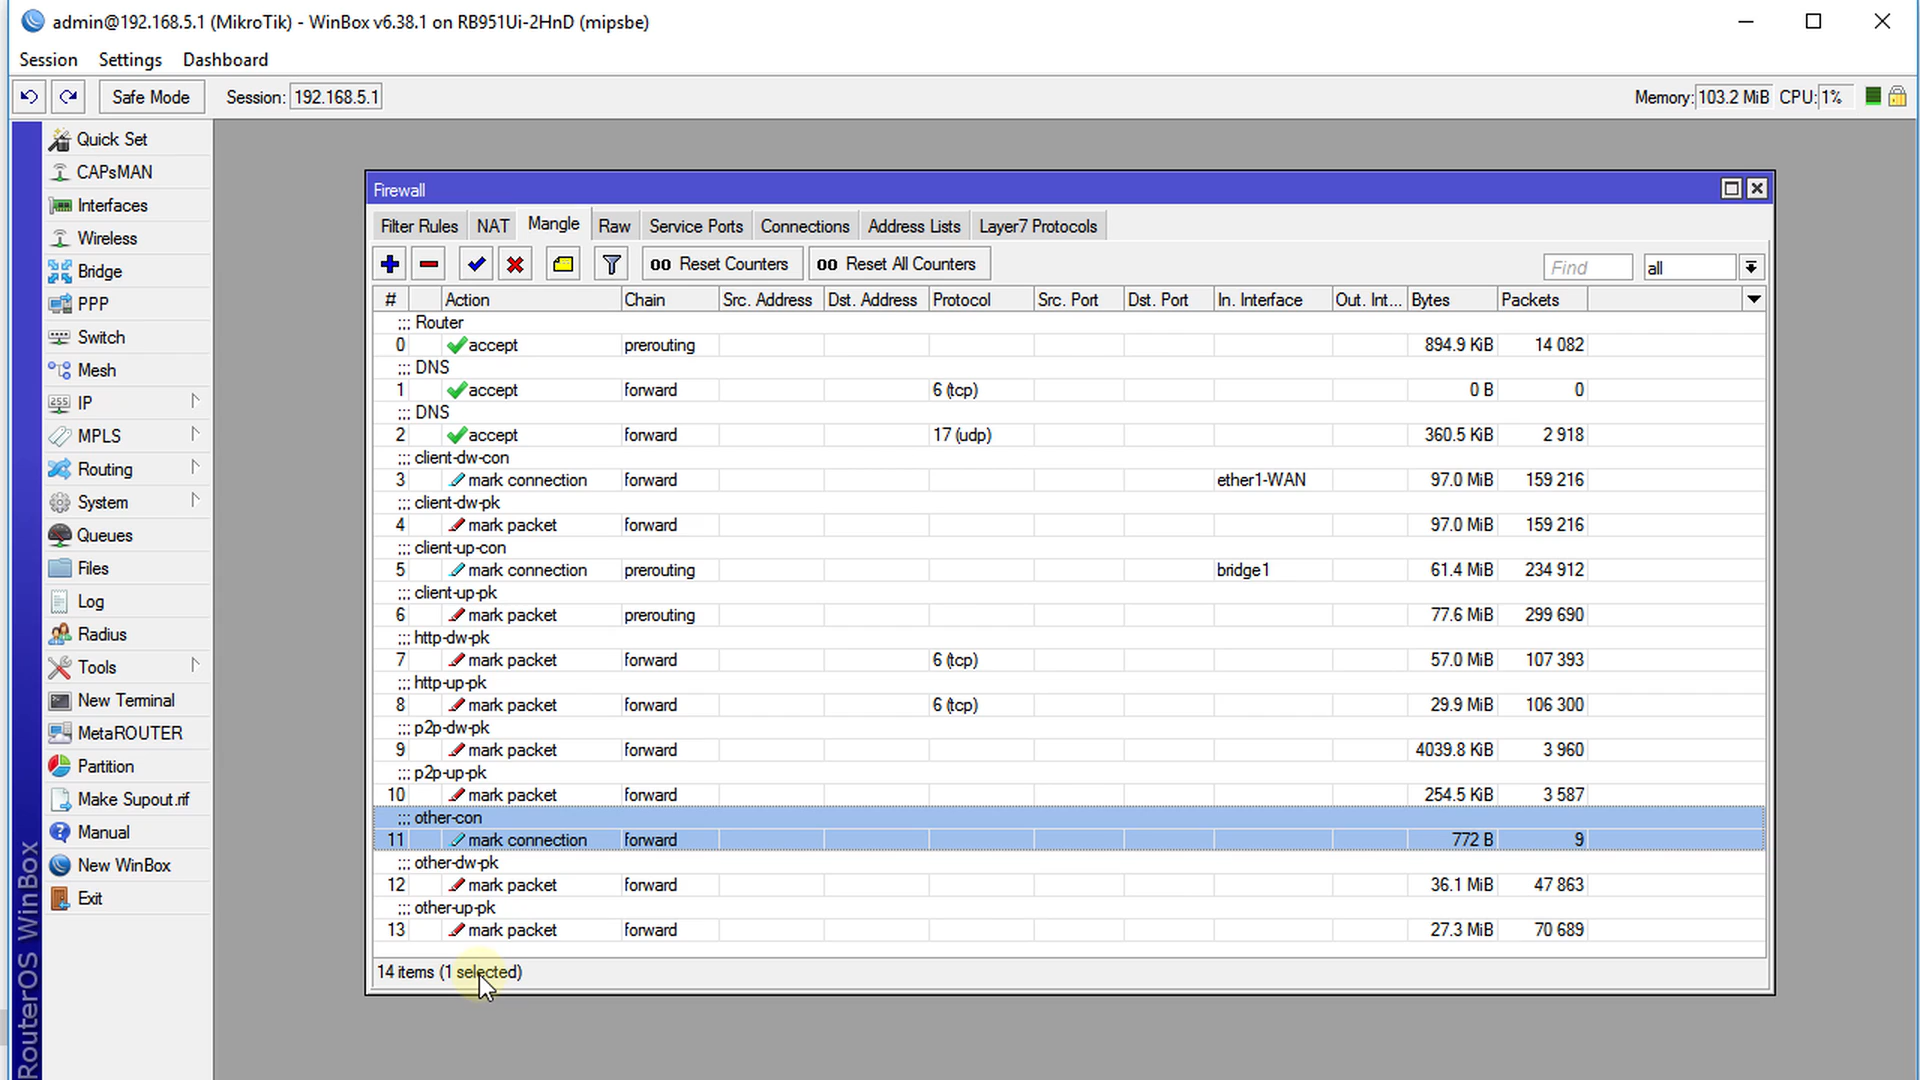 admin@192.168.5.1 (MikroTik) - WinBox v6.38.1 on RB951Ui-2HnD (mipsbe)
Session Settings Dashboard
Safe Mode Session: 192.168.5.1 Memory: 103.2 MiB CPU: 1%
Quick Set
CAPsMAN
Interfaces
Wireless
Bridge
PPP
Switch
Mesh
IP
MPLS
Routing
System
Queues
Files
Log
Radius
Tools
New Terminal
MetaROUTER
Partition
Make Supout.rif
Manual
New WinBox
Exit
RouterOS WinBox
Firewall
Filter Rules NAT Mangle Raw Service Ports Connections Address Lists Layer7 Protocols
00 Reset Counters 00 Reset All Counters Find all
# Action Chain Src. Address Dst. Address Protocol Src. Port Dst. Port In. Interface Out. Int... Bytes Packets
;;; Router
0 accept prerouting 894.9 KiB 14 082
;;; DNS
1 accept forward 6 (tcp) 0 B 0
;;; DNS
2 accept forward 17 (udp) 360.5 KiB 2 918
;;; client-dw-con
3 mark connection forward ether1-WAN 97.0 MiB 159 216
;;; client-dw-pk
4 mark packet forward 97.0 MiB 159 216
;;; client-up-con
5 mark connection prerouting bridge1 61.4 MiB 234 912
;;; client-up-pk
6 mark packet prerouting 77.6 MiB 299 690
;;; http-dw-pk
7 mark packet forward 6 (tcp) 57.0 MiB 107 393
;;; http-up-pk
8 mark packet forward 6 (tcp) 29.9 MiB 106 300
;;; p2p-dw-pk
9 mark packet forward 4039.8 KiB 3 960
;;; p2p-up-pk
10 mark packet forward 254.5 KiB 3 587
;;; other-con
11 mark connection forward 772 B 9
;;; other-dw-pk
12 mark packet forward 36.1 MiB 47 863
;;; other-up-pk
13 mark packet forward 27.3 MiB 70 689
14 items (1 selected)